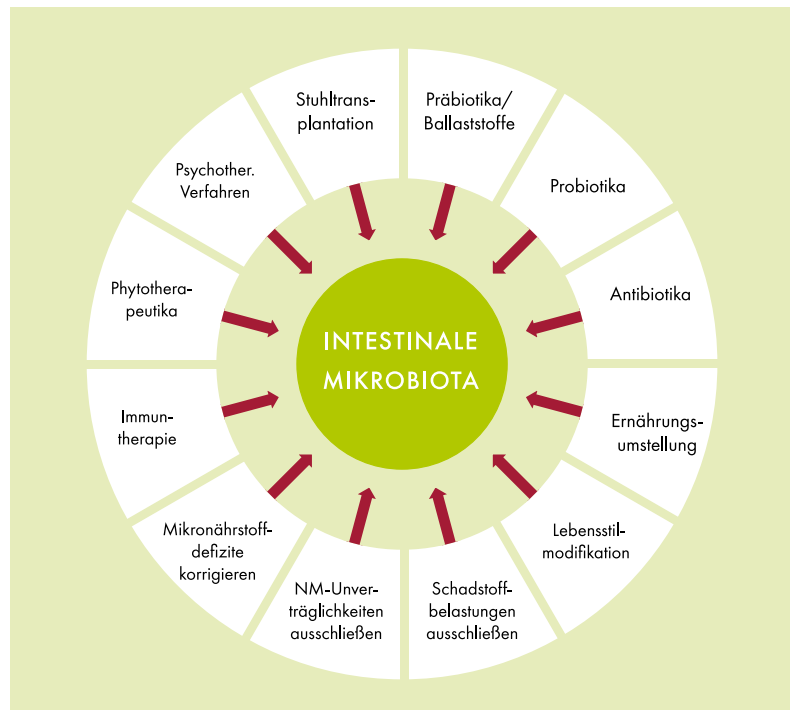 Stuhltrans-
plantation
Präbiotika/
Ballaststoffe
Probiotika
Antibiotika
Ernährungs-
umstellung
Lebensstil-
modifikation
Schadstoff-
belastungen
ausschließen
NM-Unver-
träglichkeiten
ausschließen
Mikronährstoff-
defizite
korrigieren
Immun-
therapie
Phytothera-
peutika
Psychother.
Verfahren
INTESTINALE
MIKROBIOTA